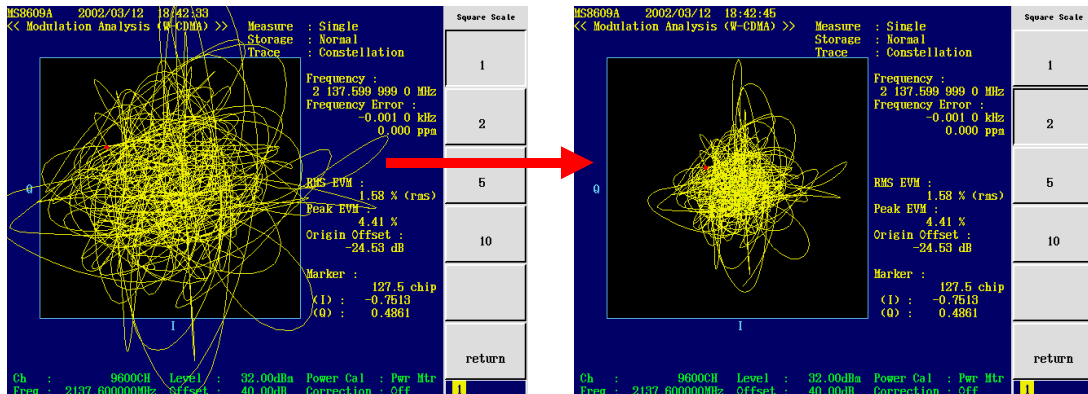 MS8609A 2002/03/12 18:42:33
<< Modulation Analysis (W-CDMA) >>
Measure : Single
Storage : Normal
Trace : Constellation
Frequency :
2 137.599 999 0 MHz
Frequency Error :
-0.001 0 kHz
0.000 ppm
RMS EVM :
1.58 % (rms)
Peak EVM :
4.41 %
Origin Offset :
-24.53 dB
Marker :
127.5 chip
(I) : -0.7513
(Q) : 0.4861
Q
I
Ch : 9600CH Level : 32.00dBm Power Cal : Pwr Mtr
Freq : 2137.600000MHz Offset : 40.00dB Correction : Off
Square Scale
1
2
5
10
return
1
MS8609A 2002/03/12 18:42:45
<< Modulation Analysis (W-CDMA) >>
Measure : Single
Storage : Normal
Trace : Constellation
Frequency :
2 137.599 999 0 MHz
Frequency Error :
-0.001 0 kHz
0.000 ppm
RMS EVM :
1.58 % (rms)
Peak EVM :
4.41 %
Origin Offset :
-24.53 dB
Marker :
127.5 chip
(I) : -0.7513
(Q) : 0.4861
Q
I
Ch : 9600CH Level : 32.00dBm Power Cal : Pwr Mtr
Freq : 2137.600000MHz Offset : 40.00dB Correction : Off
Square Scale
1
2
5
10
return
1